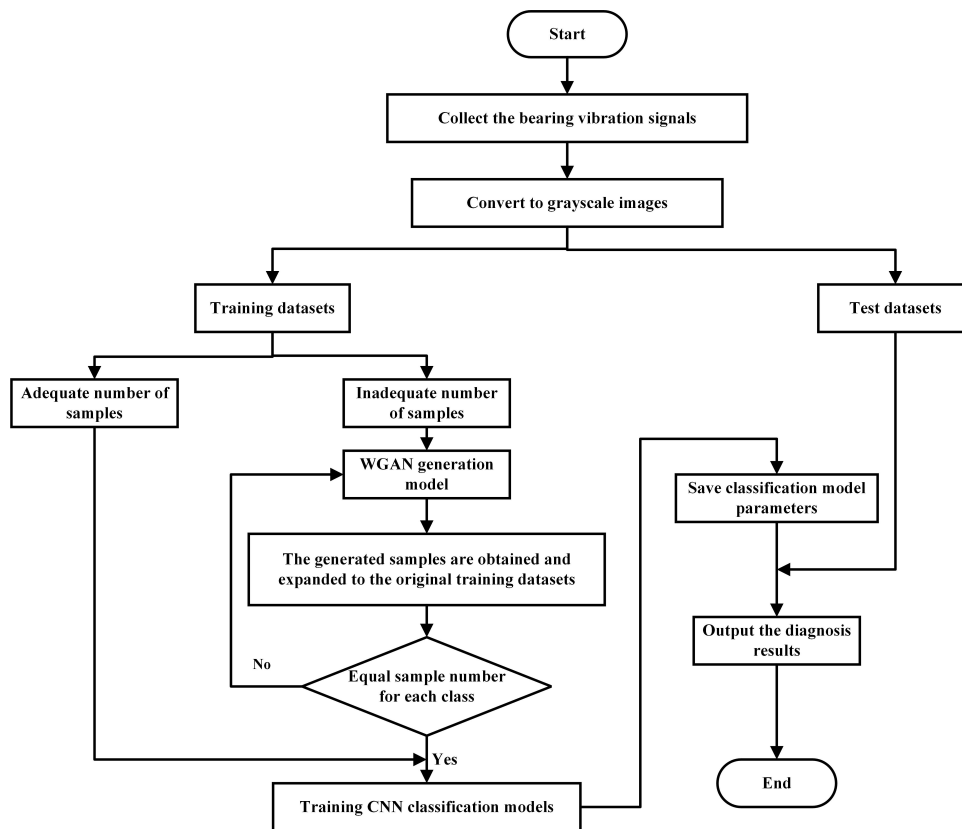 Start
Collect the bearing vibration signals
Convert to grayscale images
Training datasets
Test datasets
Adequate number of
samples
Inadequate number
of samples
WGAN generation
model
Save classification model
parameters
The generated samples are obtained and
expanded to the original training datasets
Output the diagnosis
results
No
Equal sample number
for each class
Yes
End
Training CNN classification models